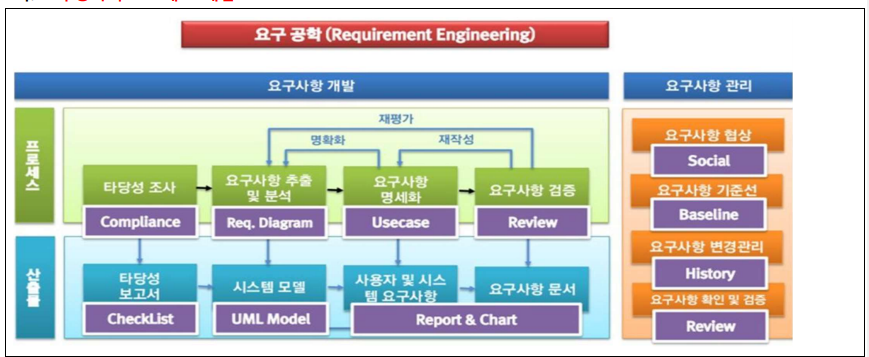 요구 공학 (Requirement Engineering)
요구사항 개발
요구사항 관리
프로세스
재평가
명확화
재작성
타당성 조사
요구사항 추출
및 분석
요구사항
명세화
요구사항 검증
Compliance
Req. Diagram
Usecase
Review
산출물
타당성
보고서
시스템 모델
사용자 및 시스
템 요구사항
요구사항 문서
CheckList
UML Model
Report & Chart
요구사항 협상
Social
요구사항 기준선
Baseline
요구사항 변경관리
History
요구사항 확인 및 검증
Review